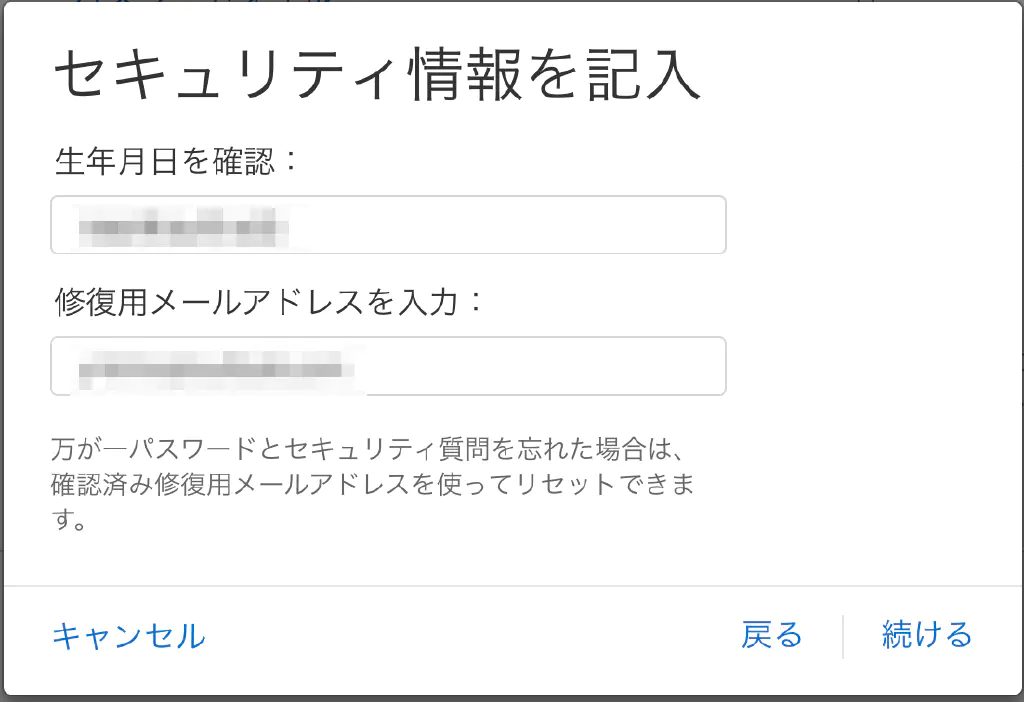 セキュリティ情報を記入
生年月日を確認：
修復用メールアドレスを入力：
万が一パスワードとセキュリティ質問を忘れた場合は、
確認済み修復用メールアドレスを使ってリセットできま
す。
キャンセル
戻る
続ける